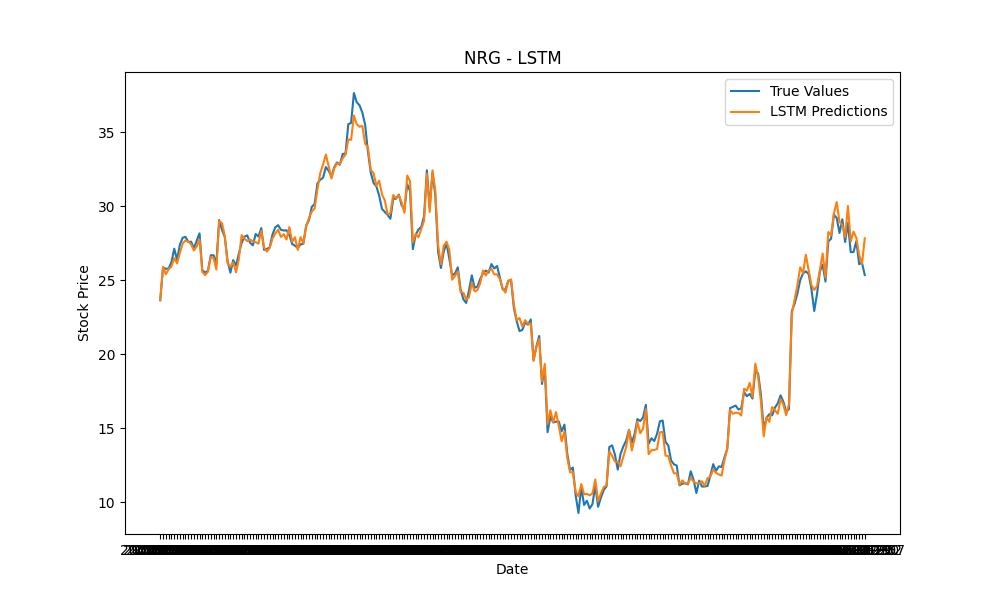 NRG - LSTM
True Values
LSTM Predictions
Stock Price
35
30
25
20
15
10
Date